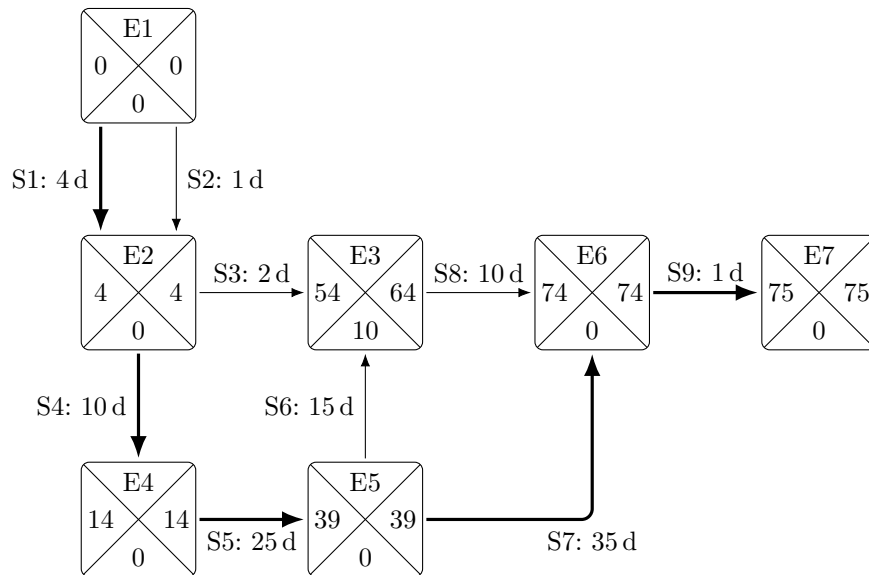 E1
0 0
0
S1: 4 d S2: 1 d
E2
4 4
0
S3: 2 d
E3
54 64
10
S8: 10 d
E6
74 74
0
S9: 1 d
E7
75 75
0
S4: 10 d
S6: 15 d
E4
14 14
0
S5: 25 d
E5
39 39
0
S7: 35 d